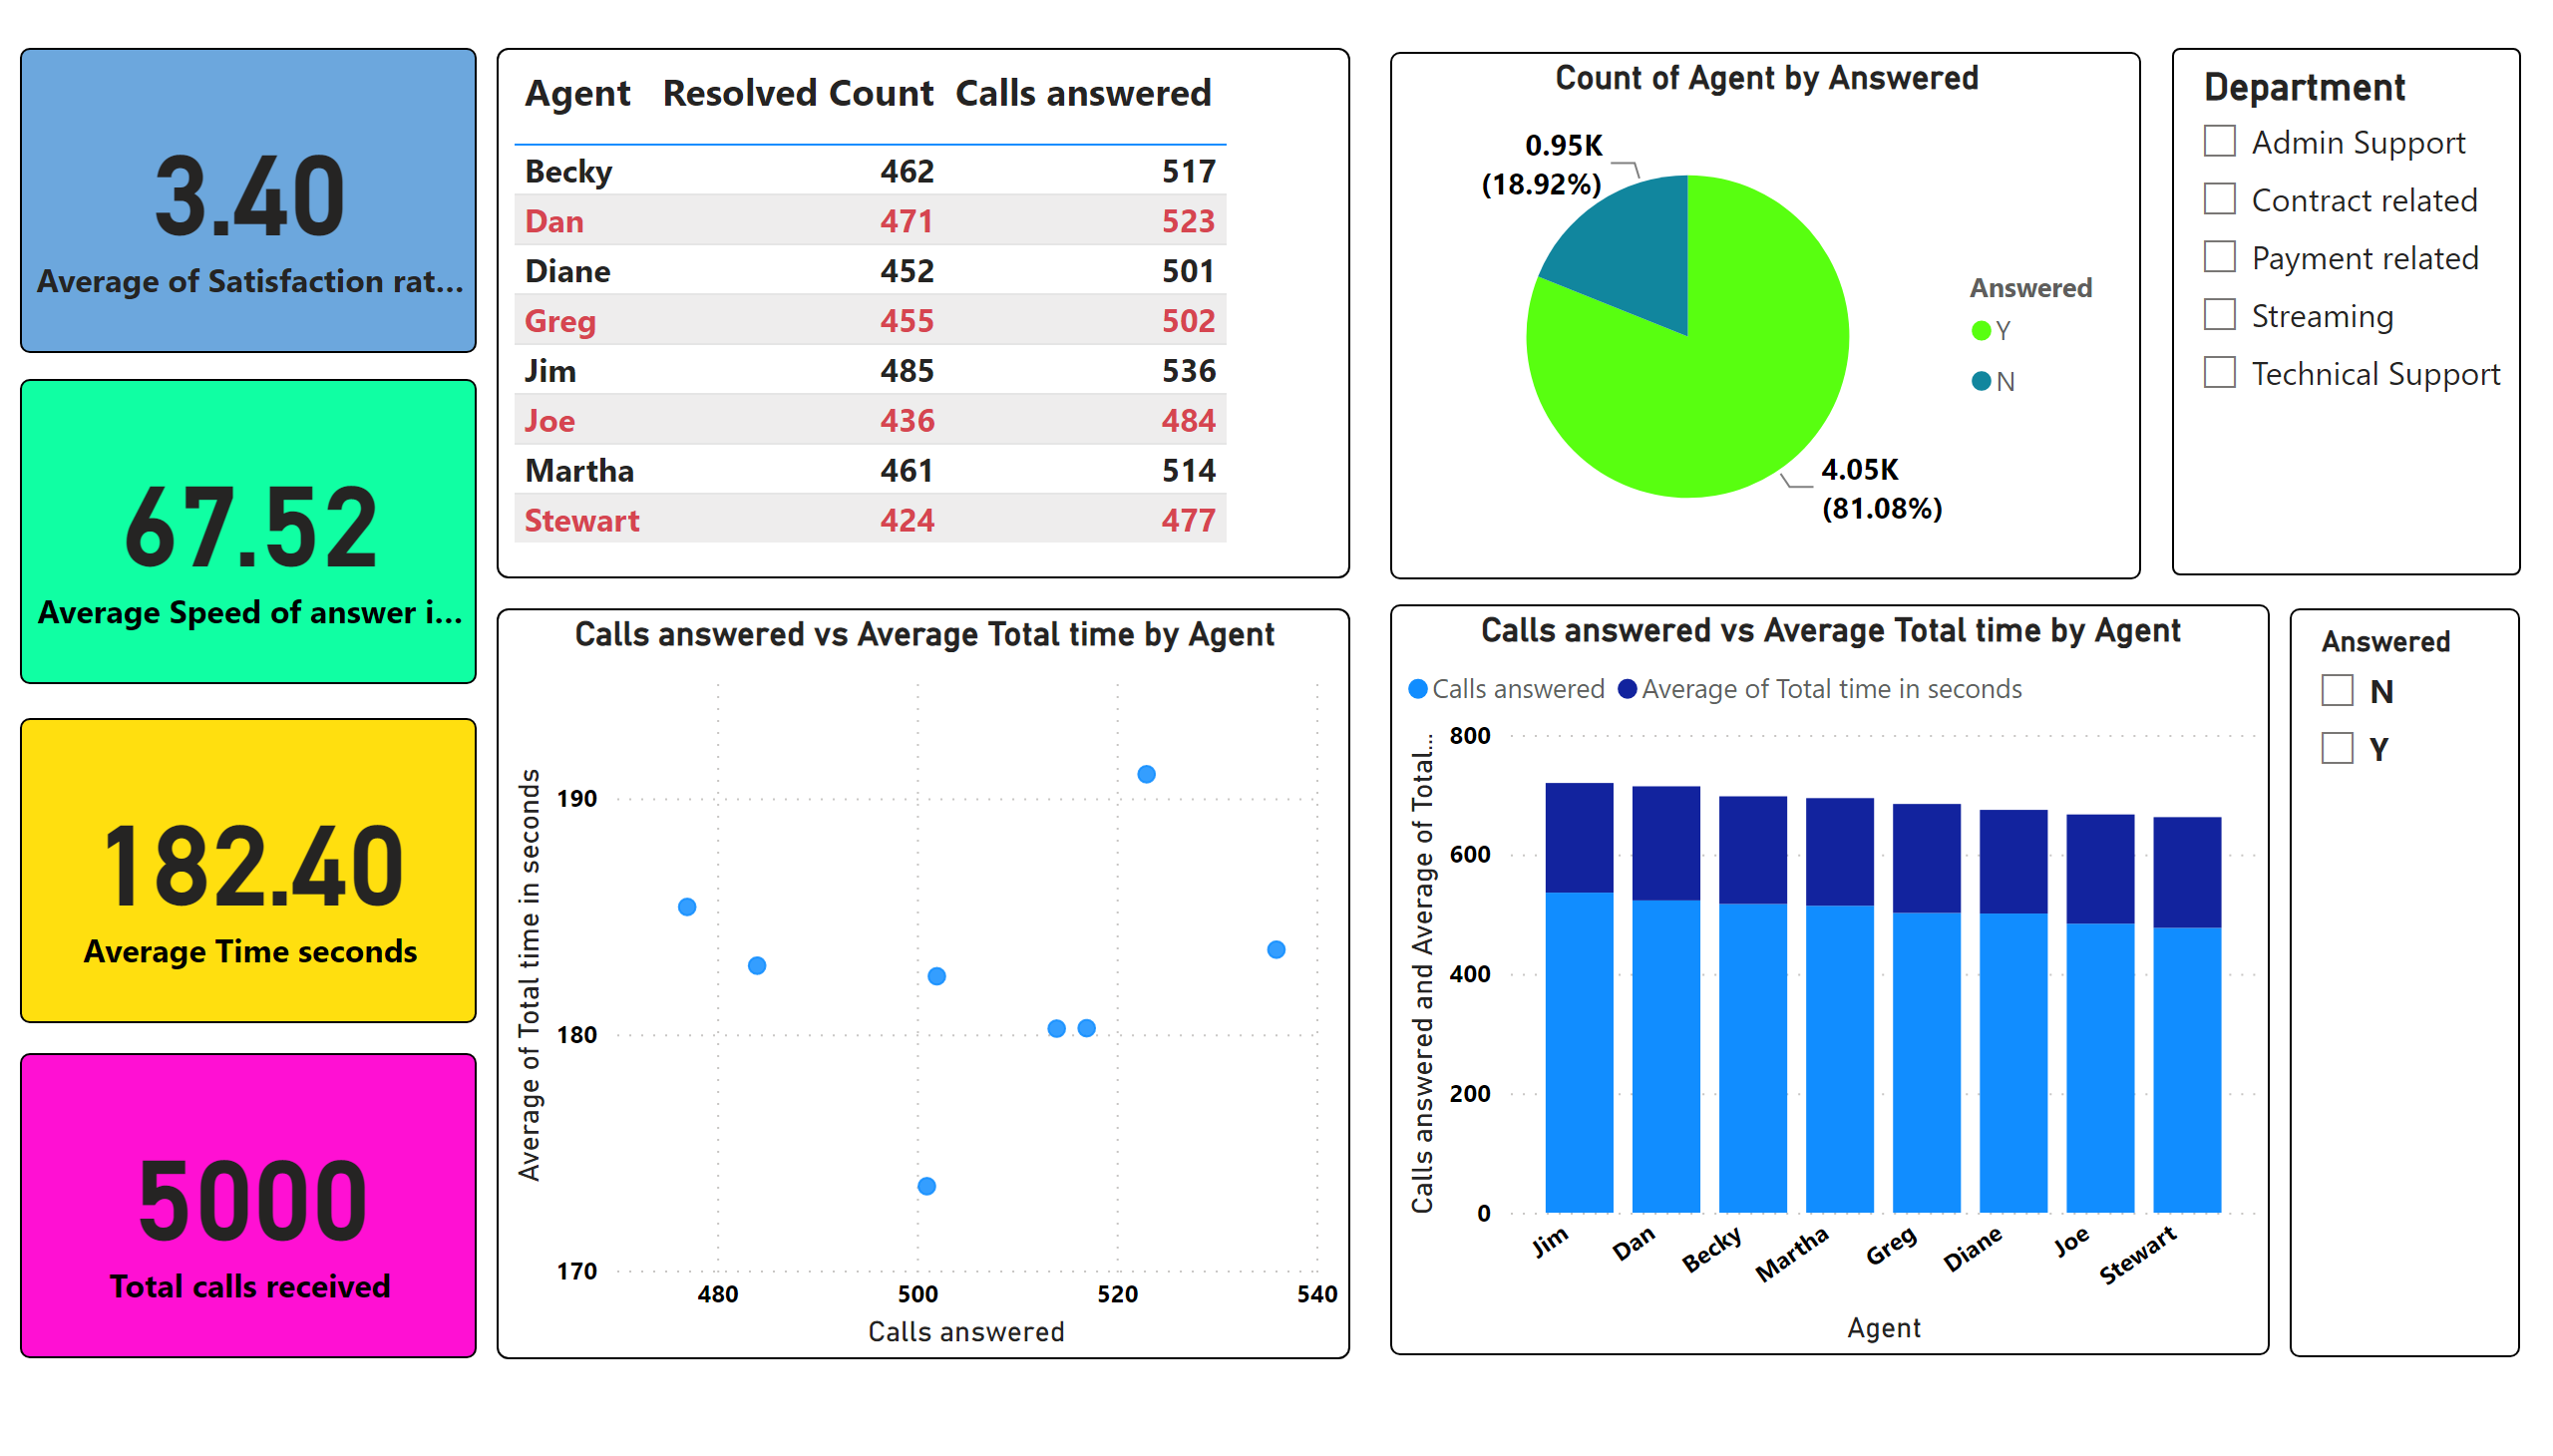 3.40
Average of Satisfaction rat...
67.52
Average Speed of answer i...
182.40
Average Time seconds
5000
Total calls received
Agent Resolved Count Calls answered
Becky 462 517
Dan 471 523
Diane 452 501
Greg 455 502
Jim 485 536
Joe 436 484
Martha 461 514
Stewart 424 477
Calls answered vs Average Total time by Agent
Average of Total time in seconds
190
180
170
480 500 520 540
Calls answered
Count of Agent by Answered
0.95K
(18.92%)
4.05K
(81.08%)
Answered
Y
N
Department
Admin Support
Contract related
Payment related
Streaming
Technical Support
Calls answered vs Average Total time by Agent
Calls answered Average of Total time in seconds
Calls answered and Average of Total...
800
600
400
200
0
Jim Dan Becky Martha Greg Diane Joe Stewart
Agent
Answered
N
Y